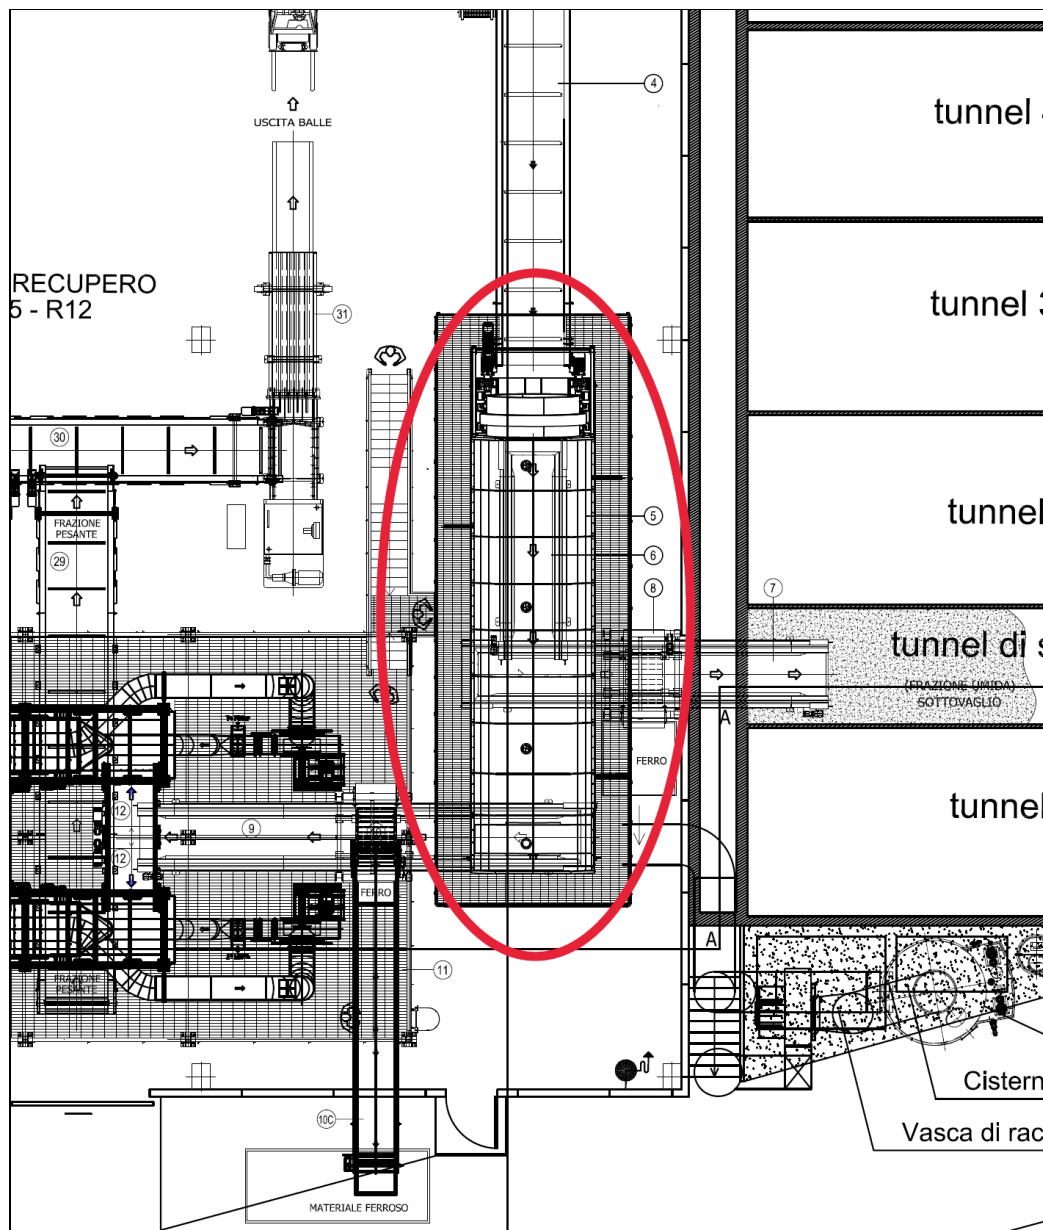 4
tunnel
USCITA BALLE
RECUPERO
5 - R12
31
tunnel 3
30
FRAZIONE
PESANTE
29
5
tunnel
6
8
7
tunnel di s
(FRAZIONE UMIDA)
SOTTOVAGLIO
A
FERRO
tunnel
12
9
12
FERRO
A
11
FRAZIONE
PESANTE
Cistern
10C
Vasca di rac
MATERIALE FERROSO